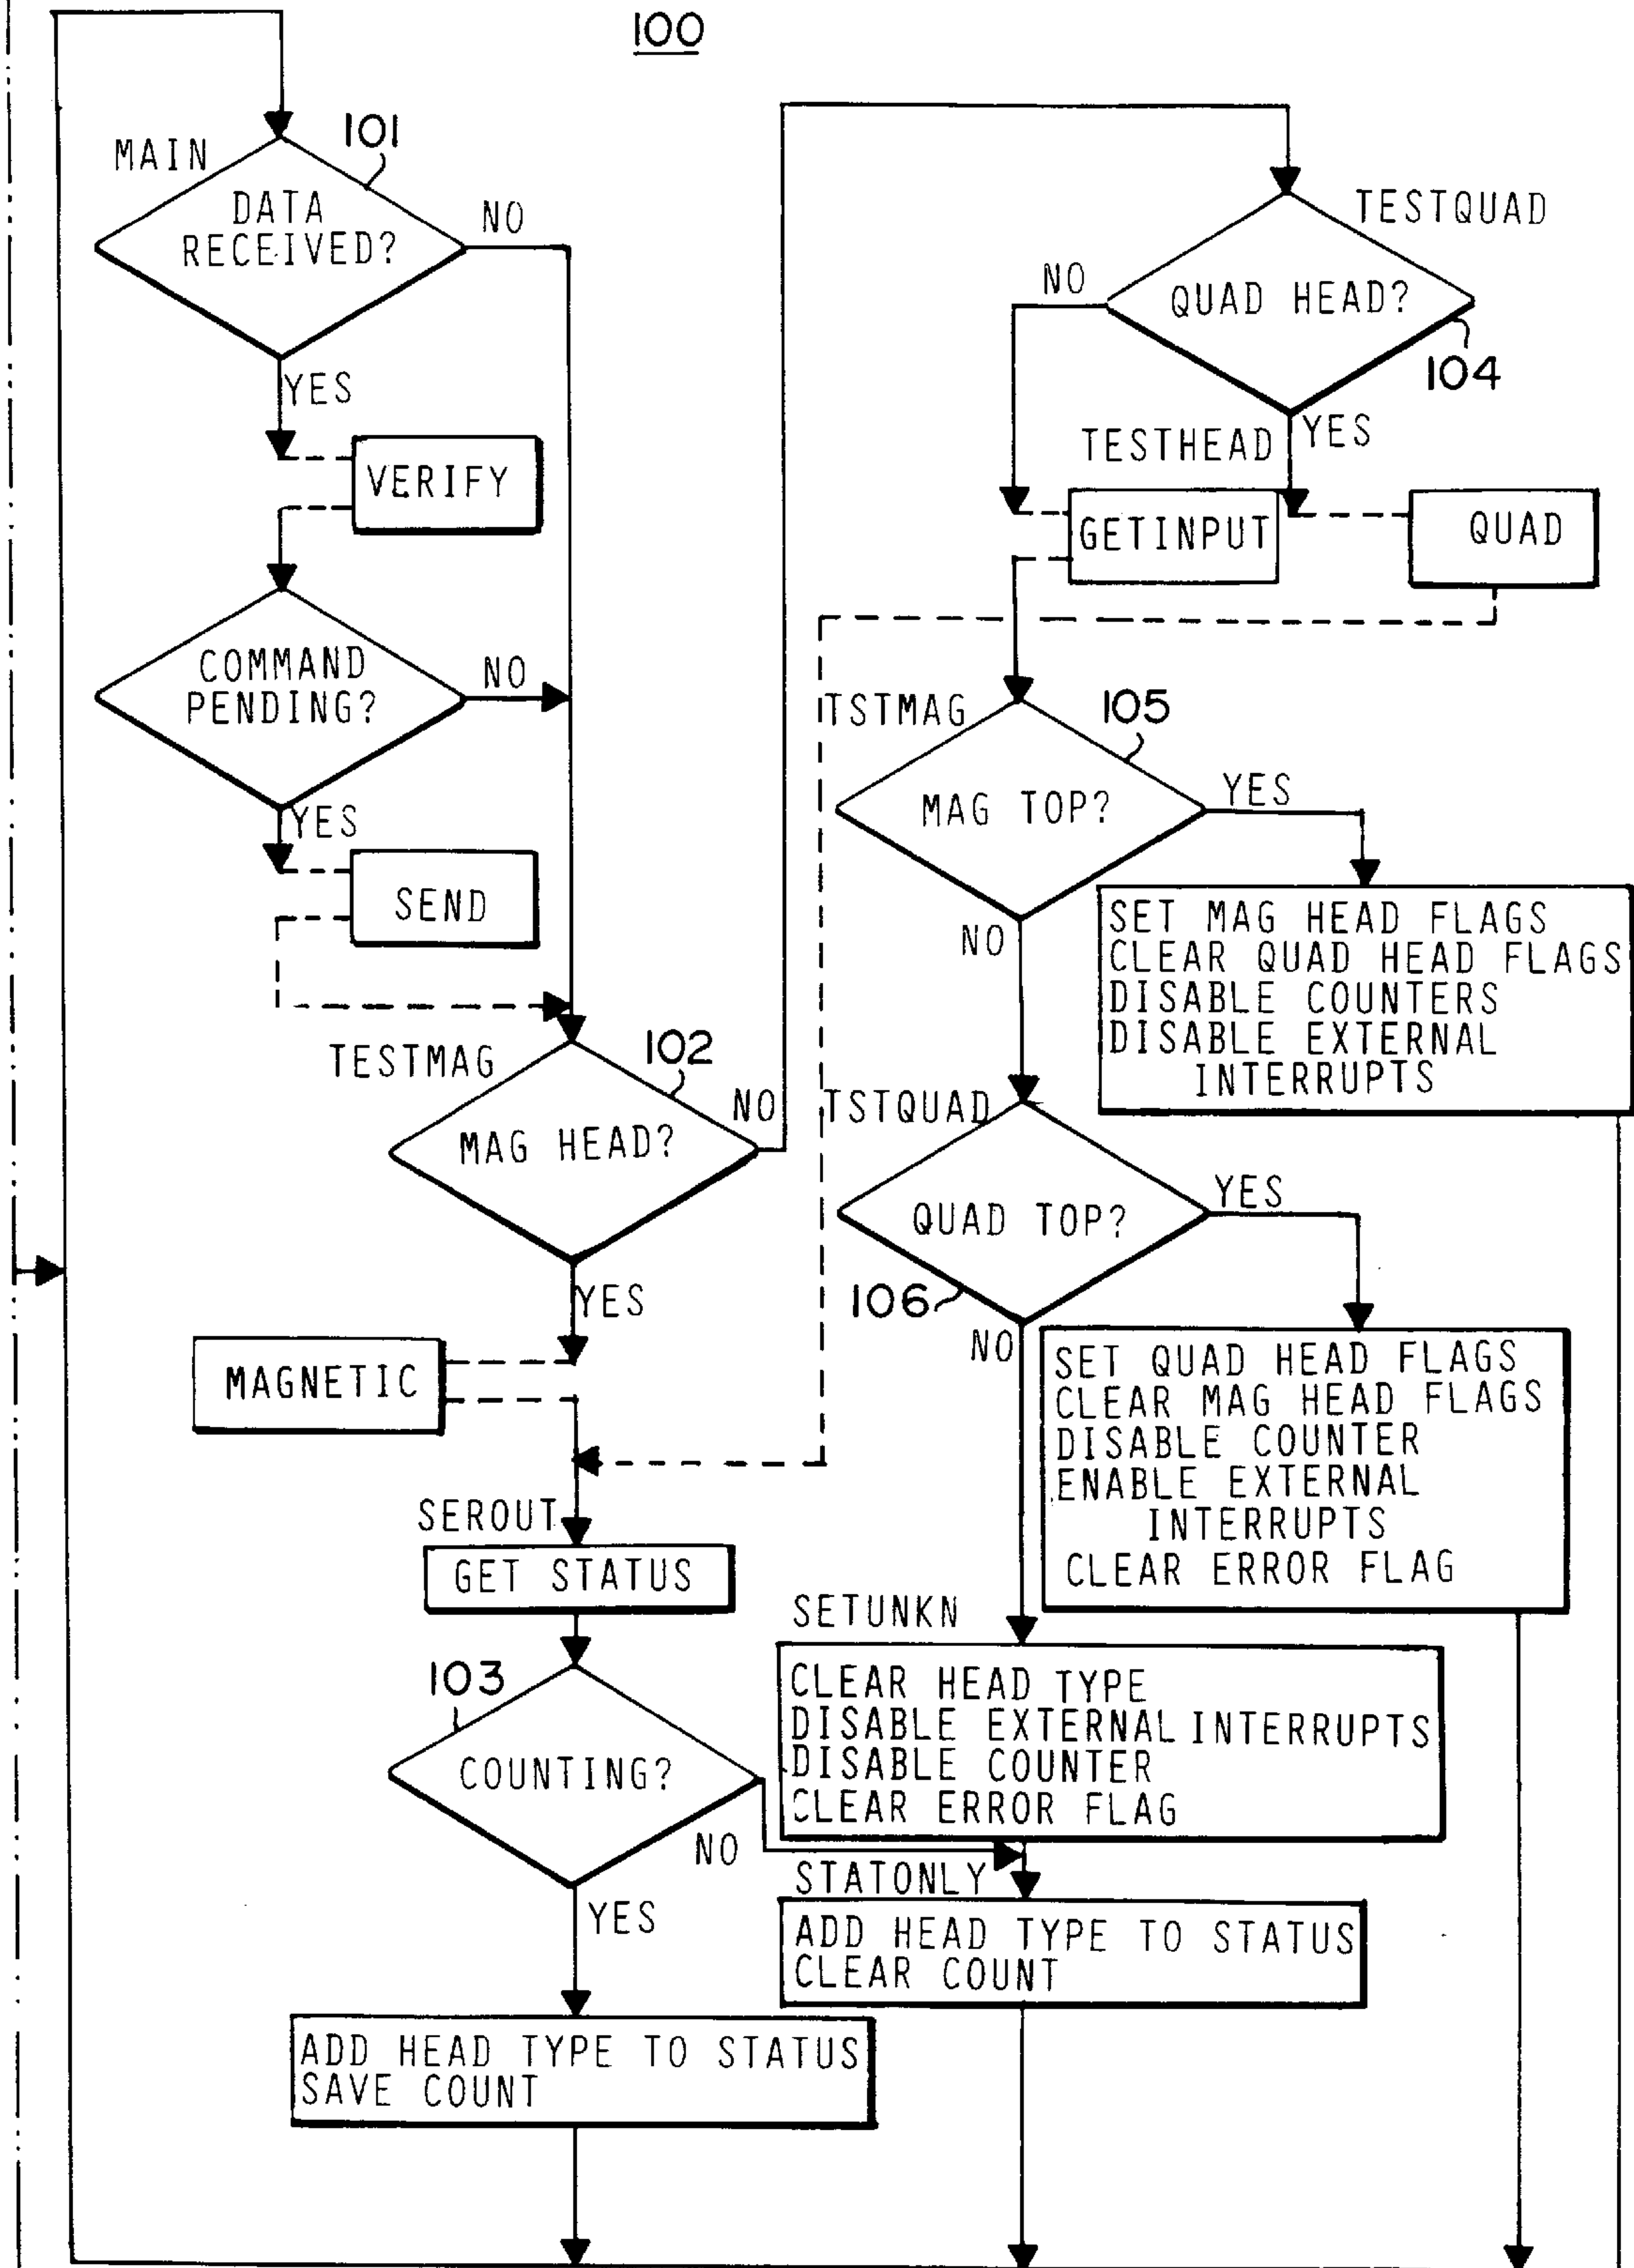 100
MAIN
101
DATA
RECEIVED?
NO
YES
VERIFY
COMMAND
PENDING?
NO
YES
SEND
TESTMAG
102
MAG HEAD?
NO
YES
MAGNETIC
SEROUT
GET STATUS
103
COUNTING?
NO
YES
ADD HEAD TYPE TO STATUS
SAVE COUNT
TESTQUAD
QUAD HEAD?
104
NO
YES
TESTHEAD
GETINPUT
QUAD
TSTMAG
105
MAG TOP?
YES
NO
SET MAG HEAD FLAGS
CLEAR QUAD HEAD FLAGS
DISABLE COUNTERS
DISABLE EXTERNAL
INTERRUPTS
TSTQUAD
QUAD TOP?
106
YES
NO
SET QUAD HEAD FLAGS
CLEAR MAG HEAD FLAGS
DISABLE COUNTER
ENABLE EXTERNAL
INTERRUPTS
CLEAR ERROR FLAG
SETUNKN
CLEAR HEAD TYPE
DISABLE EXTERNAL INTERRUPTS
DISABLE COUNTER
CLEAR ERROR FLAG
STATONLY
ADD HEAD TYPE TO STATUS
CLEAR COUNT